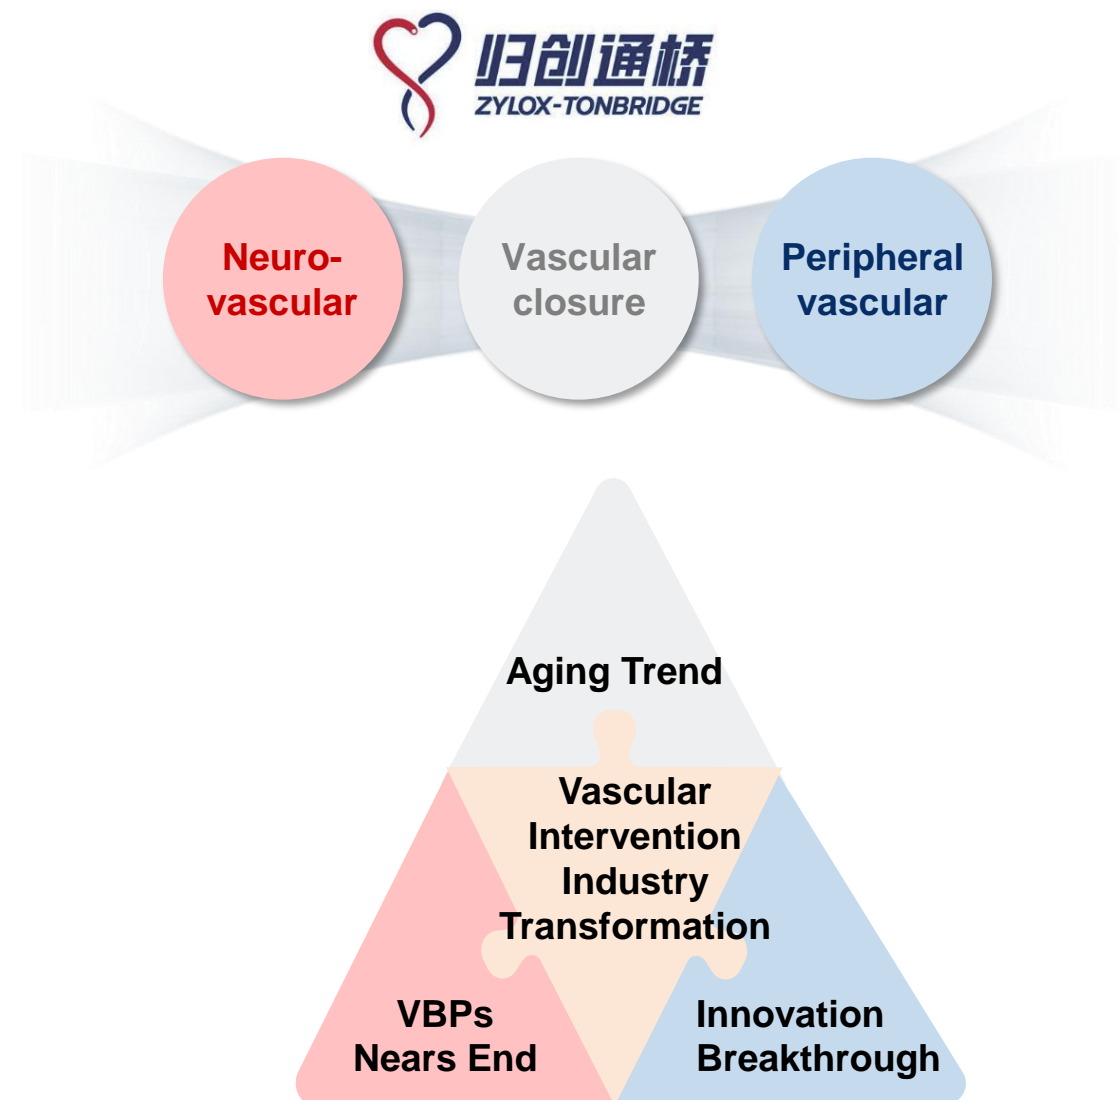 归创通桥
ZYLOX-TONBRIDGE
Neuro-
vascular
Vascular
closure
Peripheral
vascular
Aging Trend
Vascular
Intervention
Industry
Transformation
VBPs
Nears End
Innovation
Breakthrough